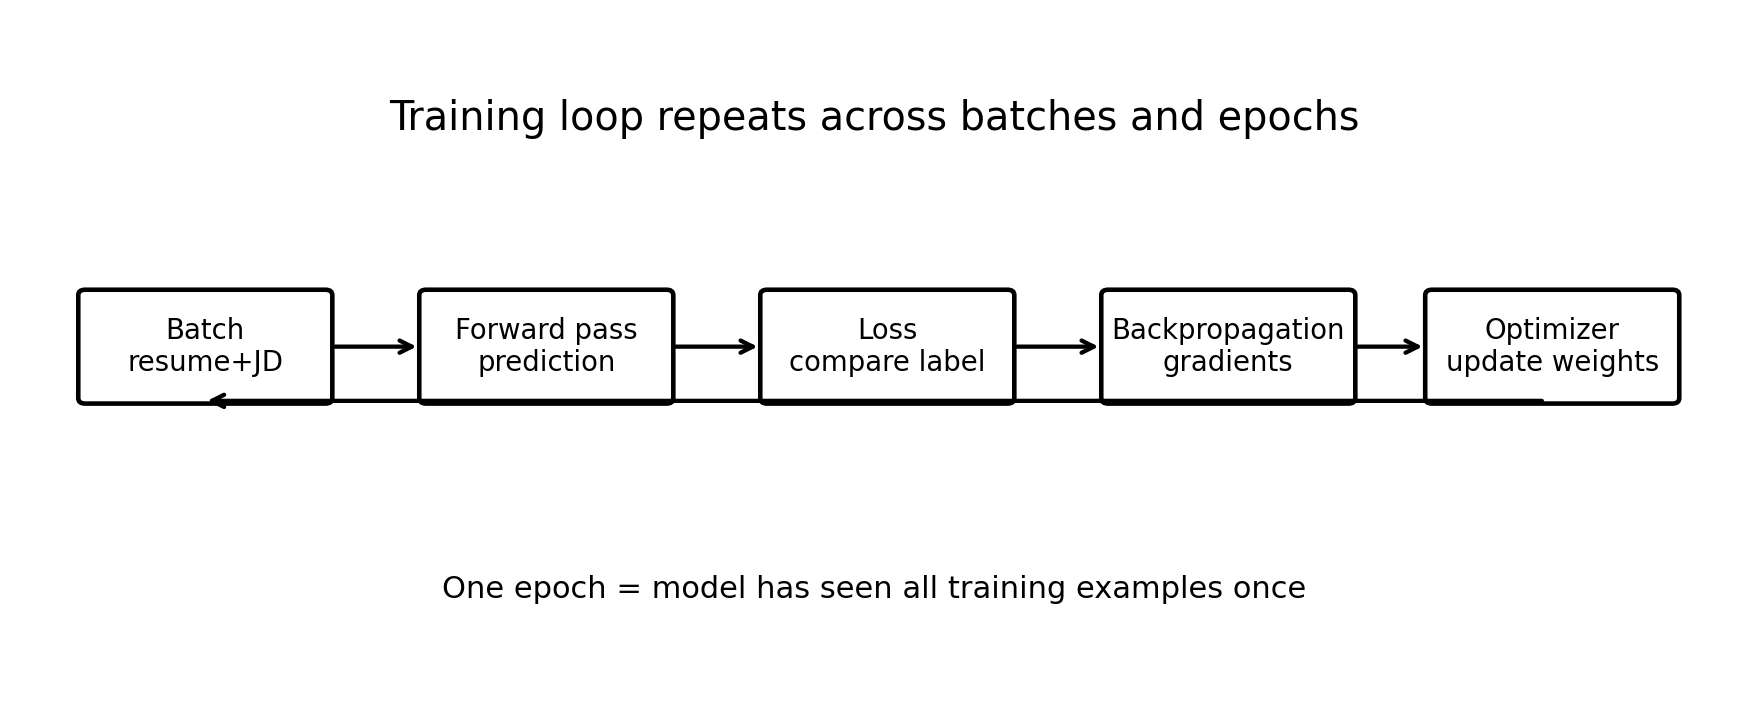 Training loop repeats across batches and epochs
Batch
resume+JD
Forward pass
prediction
Loss
compare label
Backpropagation
gradients
Optimizer
update weights
One epoch = model has seen all training examples once